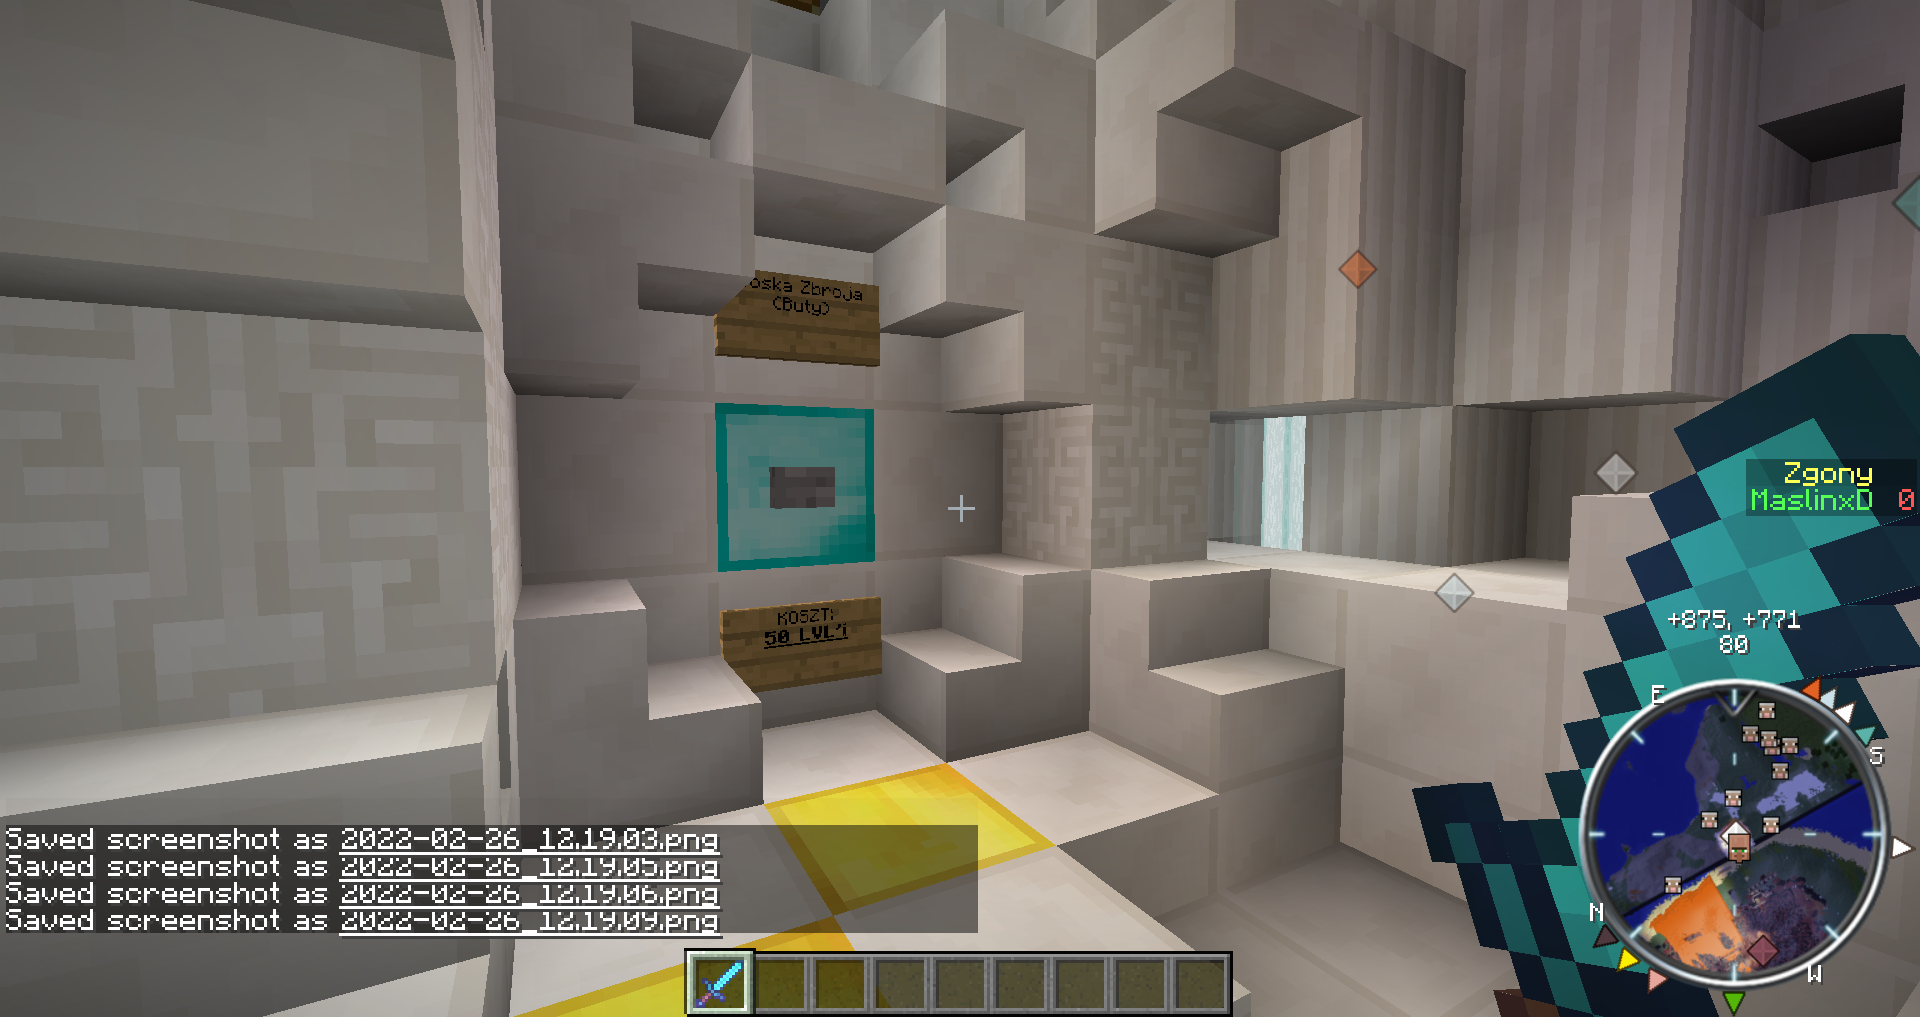 Zbroja
(Buty)
KOSZTY
50 LVL'i
Zgony
MaslinxD 0
+875, +771
80
E
S
N
W
Saved screenshot as 2022-02-26_12.19.03.png
Saved screenshot as 2022-02-26_12.19.05.png
Saved screenshot as 2022-02-26_12.19.06.png
Saved screenshot as 2022-02-26_12.19.09.png